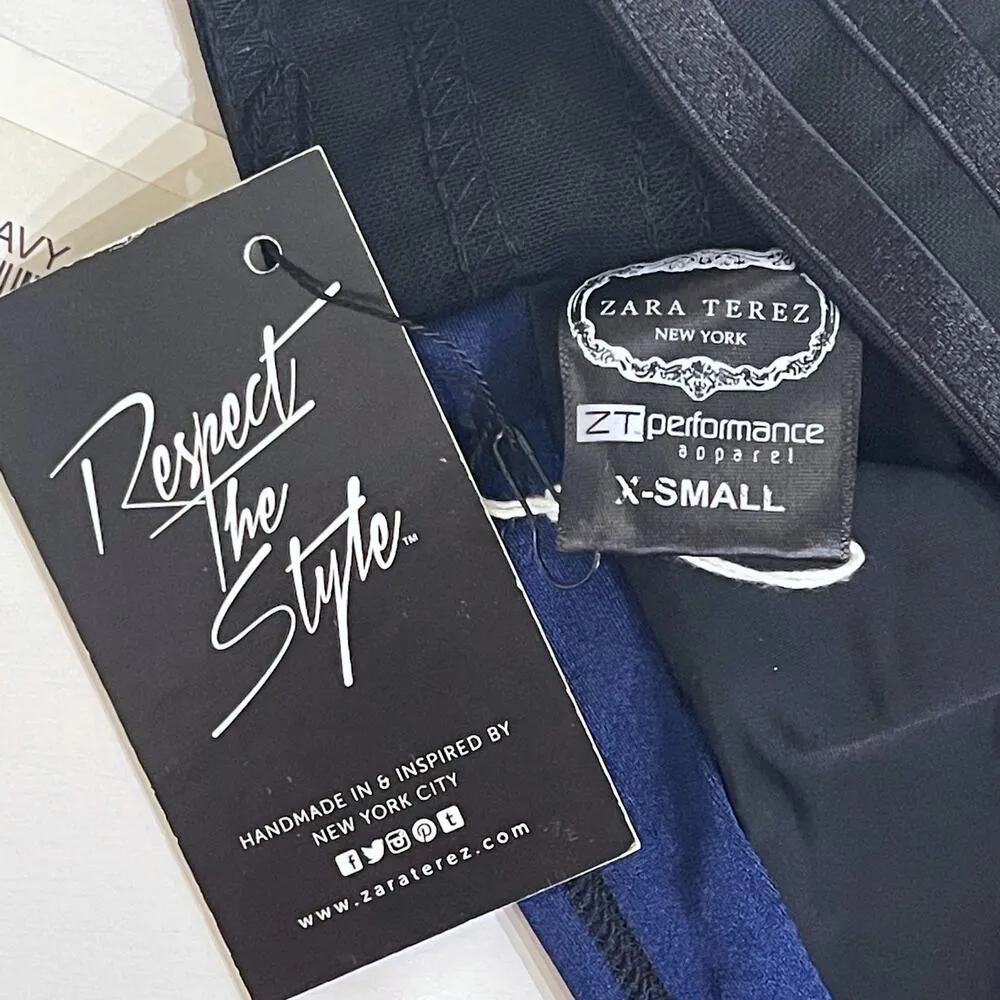 Respect
The
Style™
HANDMADE IN & INSPIRED BY
NEW YORK CITY
www.zaraterez.com
ZARA TEREZ
NEW YORK
ZT performance
apparel
X-SMALL